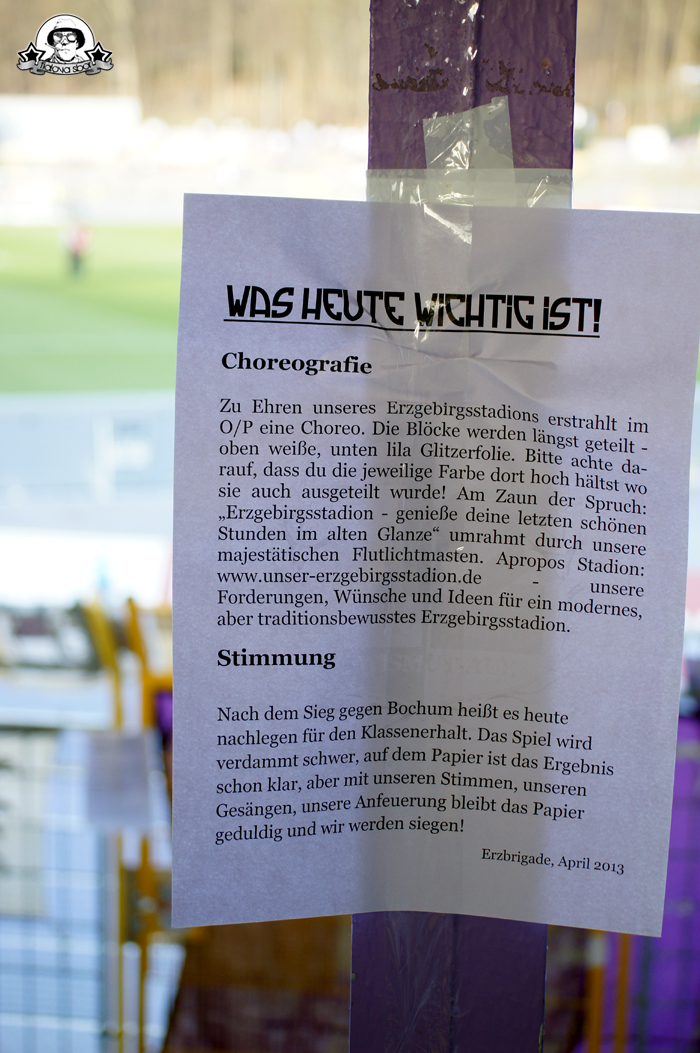 WAS HEUTE WICHTIG IST!
Choreografie
Zu Ehren unseres Erzgebirgsstadions erstrahlt im
O/P eine Choreo. Die Blöcke werden längst geteilt -
oben weiße, unten lila Glitzerfolie. Bitte achte da-
rauf, dass du die jeweilige Farbe dort hoch hältst wo
sie auch ausgeteilt wurde! Am Zaun der Spruch:
„Erzgebirgsstadion - genieße deine letzten schönen
Stunden im alten Glanze“ umrahmt durch unsere
majestätischen Flutlichtmasten. Apropos Stadion:
www.unser-erzgebirgsstadion.de - unsere
Forderungen, Wünsche und Ideen für ein modernes,
aber traditionsbewusstes Erzgebirgsstadion.
Stimmung
Nach dem Sieg gegen Bochum heißt es heute
nachlegen für den Klassenerhalt. Das Spiel wird
verdammt schwer, auf dem Papier ist das Ergebnis
schon klar, aber mit unseren Stimmen, unseren
Gesängen, unsere Anfeuerung bleibt das Papier
geduldig und wir werden siegen!
Erzbrigade, April 2013